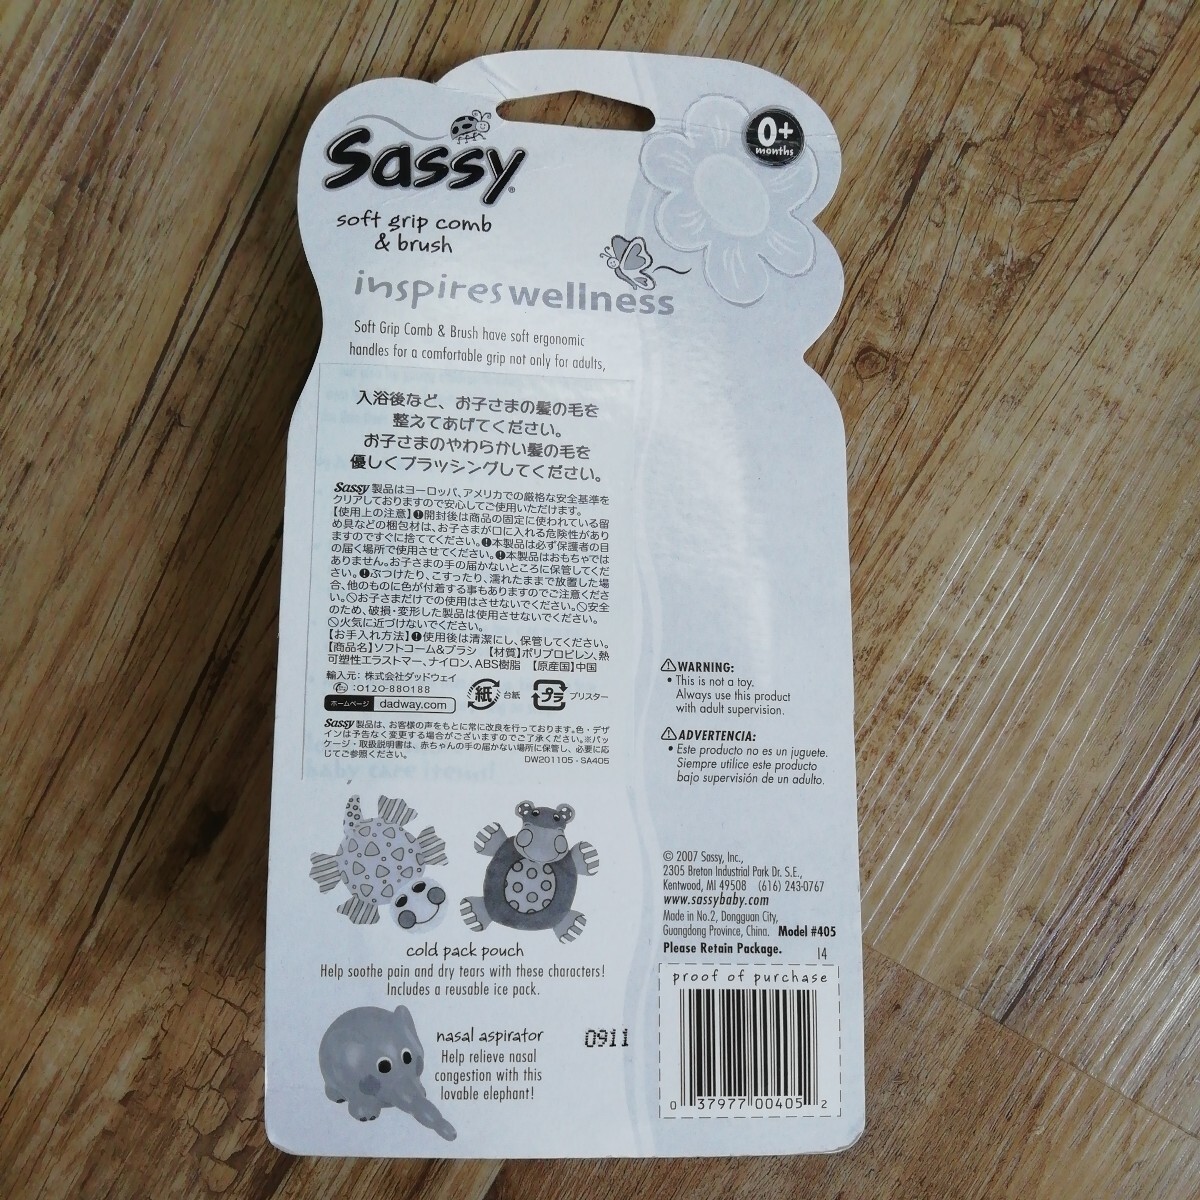 Sassy®
0+
months
soft grip comb
& brush
inspires wellness
Soft Grip Comb & Brush have soft ergonomic
handles for a comfortable grip not only for adults,
入浴後など、お子さまの髪の毛を
整えてあげてください。
お子さまのやわらかい髪の毛を
優しくブラッシングしてください。
Sassy 製品はヨーロッパ、アメリカでの厳格な安全基準を
クリアしておりますので安心してご使用いただけます。
【使用上の注意】❶開封後は商品の固定に使われている留
め具などの梱包材は、お子さまが口に入れる危険性があり
ますのですぐに捨ててください。❶本製品は必ず保護者の目
の届く場所で使用させてください。❶本製品はおもちゃでは
ありません。お子さまの手の届かないところに保管してくだ
さい。❶ぶつけたり、こすったり、濡れたままで放置した場
合、他のものに色が付着する事もありますのでご注意くださ
い。🚫お子さまだけでの使用はさせないでください。🚫安全
のため、破損・変形した製品は使用させないでください。
🚫火気に近づけないでください。
【お手入れ方法】❶使用後は清潔にし、保管してください。
【商品名】ソフトコーム&ブラシ 【材質】ポリプロピレン、熱
可塑性エラストマー、ナイロン、ABS樹脂 【原産国】中国
輸入元: 株式会社ダッドウェイ
:0120-880188
ホームページ dadway.com
紙 台紙 プラ ブリスター
Sassy 製品は、お客様の声をもとに常に改良を行っております。色・デザ
インは予告なく変更する場合がございますのでご了承ください。※パッ
ケージ・取扱説明書は、赤ちゃんの手の届かない場所に保管し、必要に応
じてご参照ください。
DW201105・SA405
baby care items!
cold pack pouch
Help soothe pain and dry tears with these characters!
Includes a reusable ice pack.
nasal aspirator
Help relieve nasal
congestion with this
lovable elephant!
0911
⚠WARNING:
• This is not a toy.
Always use this product
with adult supervision.
⚠ADVERTENCIA:
• Este producto no es un juguete.
Siempre utilice este producto
bajo supervisión de un adulto.
© 2007 Sassy, Inc.,
2305 Breton Industrial Park Dr. S.E.,
Kentwood, MI 49508 (616) 243-0767
www.sassybaby.com
Made in No.2, Dongguan City,
Guangdong Province, China. Model #405
Please Retain Package.
14
proof of purchase
0 37977 00405 2